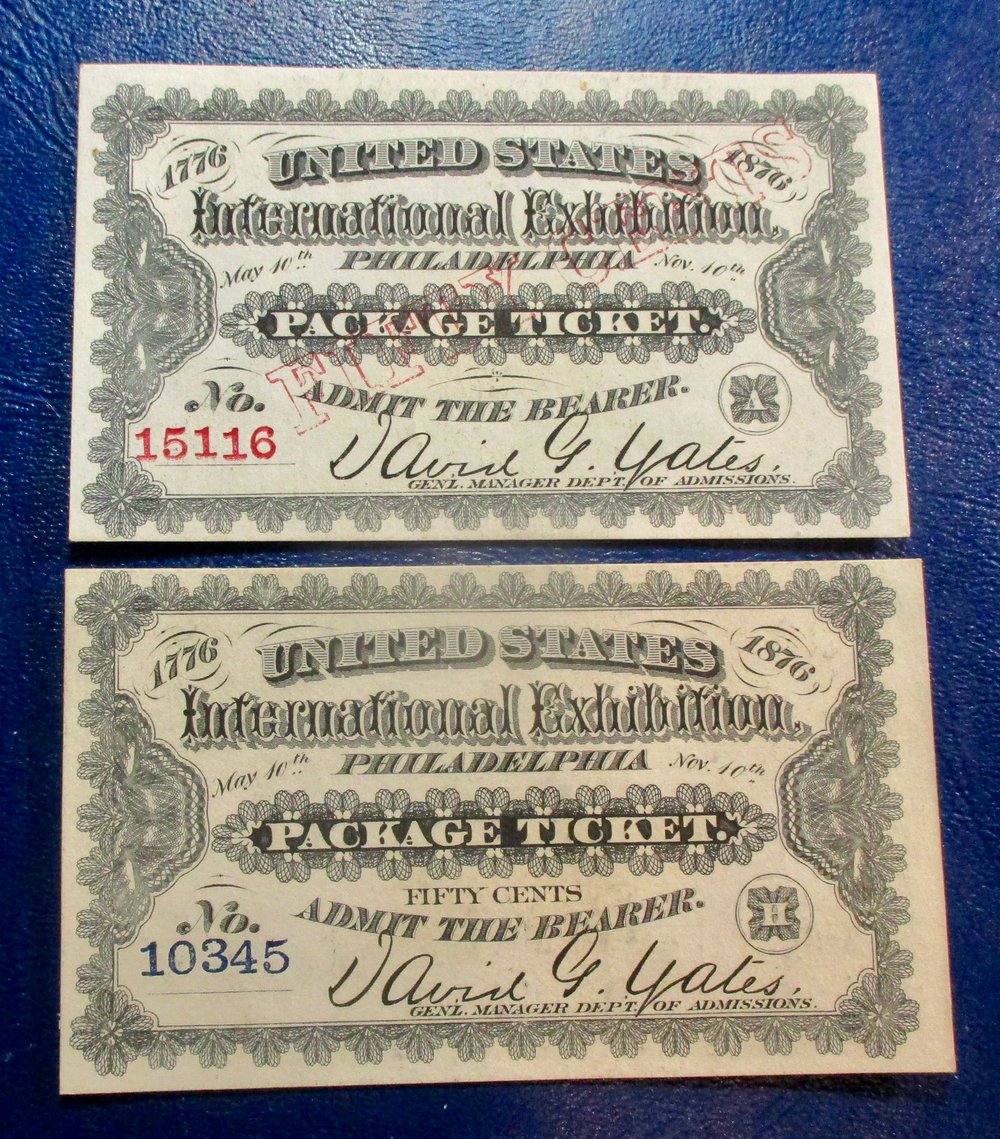 1776 UNITED STATES 1876
International Exhibition,
May 10th PHILADELPHIA Nov. 10th
FIFTY CENTS
PACKAGE TICKET.
ADMIT THE BEARER.
A
No.
15116
David G. Yates,
GENL. MANAGER DEPT. OF ADMISSIONS.
1776 UNITED STATES 1876
International Exhibition,
May 10th PHILADELPHIA Nov. 10th
PACKAGE TICKET.
FIFTY CENTS
ADMIT THE BEARER.
H
No.
10345
David G. Yates,
GENL. MANAGER DEPT. OF ADMISSIONS.